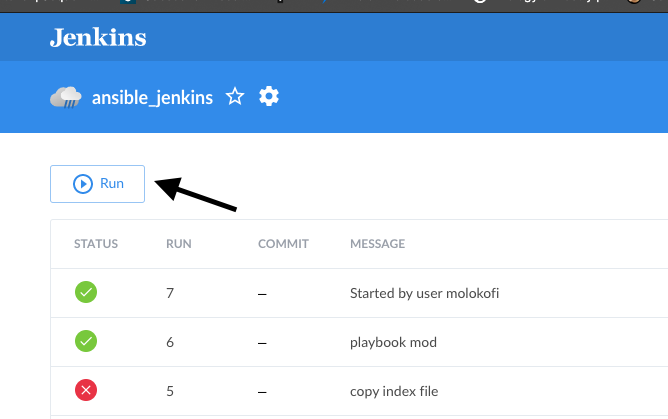 Jenkins
ansible_jenkins
Run
STATUS RUN COMMIT MESSAGE
7 – Started by user molokofi
6 – playbook mod
5 – copy index file